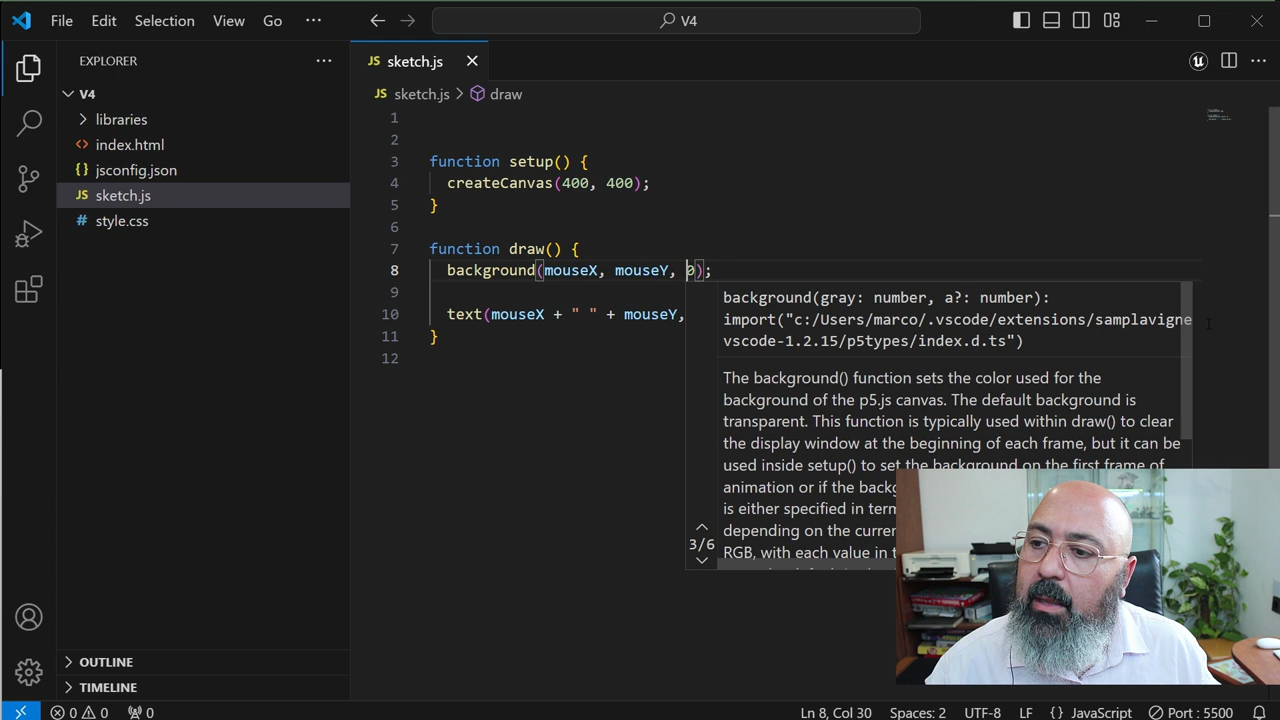 File Edit Selection View Go ···
V4
EXPLORER ···
V4
libraries
<> index.html
{} jsconfig.json
JS sketch.js
# style.css
OUTLINE
TIMELINE
JS sketch.js
JS sketch.js > draw
1
2
3 function setup() {
4 createCanvas(400, 400);
5 }
6
7 function draw() {
8 background(mouseX, mouseY, 0);
9
10 text(mouseX + " " + mouseY,
11 }
12
background(gray: number, a?: number):
import("c:/Users/marco/.vscode/extensions/samplavigne
vscode-1.2.15/p5types/index.d.ts")
The background() function sets the color used for the
background of the p5.js canvas. The default background is
transparent. This function is typically used within draw() to clear
the display window at the beginning of each frame, but it can be
used inside setup() to set the background on the first frame of
animation or if the backg
is either specified in term
depending on the curre
RGB, with each value in t
3/6
0 0 0
Ln 8, Col 30 Spaces: 2 UTF-8 LF {} JavaScript Port : 5500